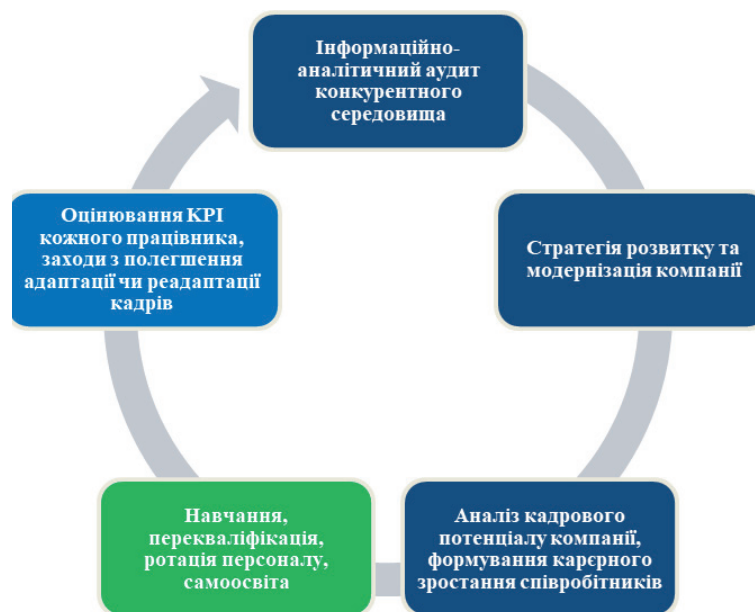 Інформаційно-
аналітичний аудит
конкурентного
середовища
Стратегія розвитку та
модернізація компанії
Аналіз кадрового
потенціалу компанії,
формування карєрного
зростання співробітників
Навчання,
перекваліфікація,
ротація персоналу,
самоосвіта
Оцінювання KPI
кожного працівника,
заходи з полегшення
адаптації чи реадаптації
кадрів